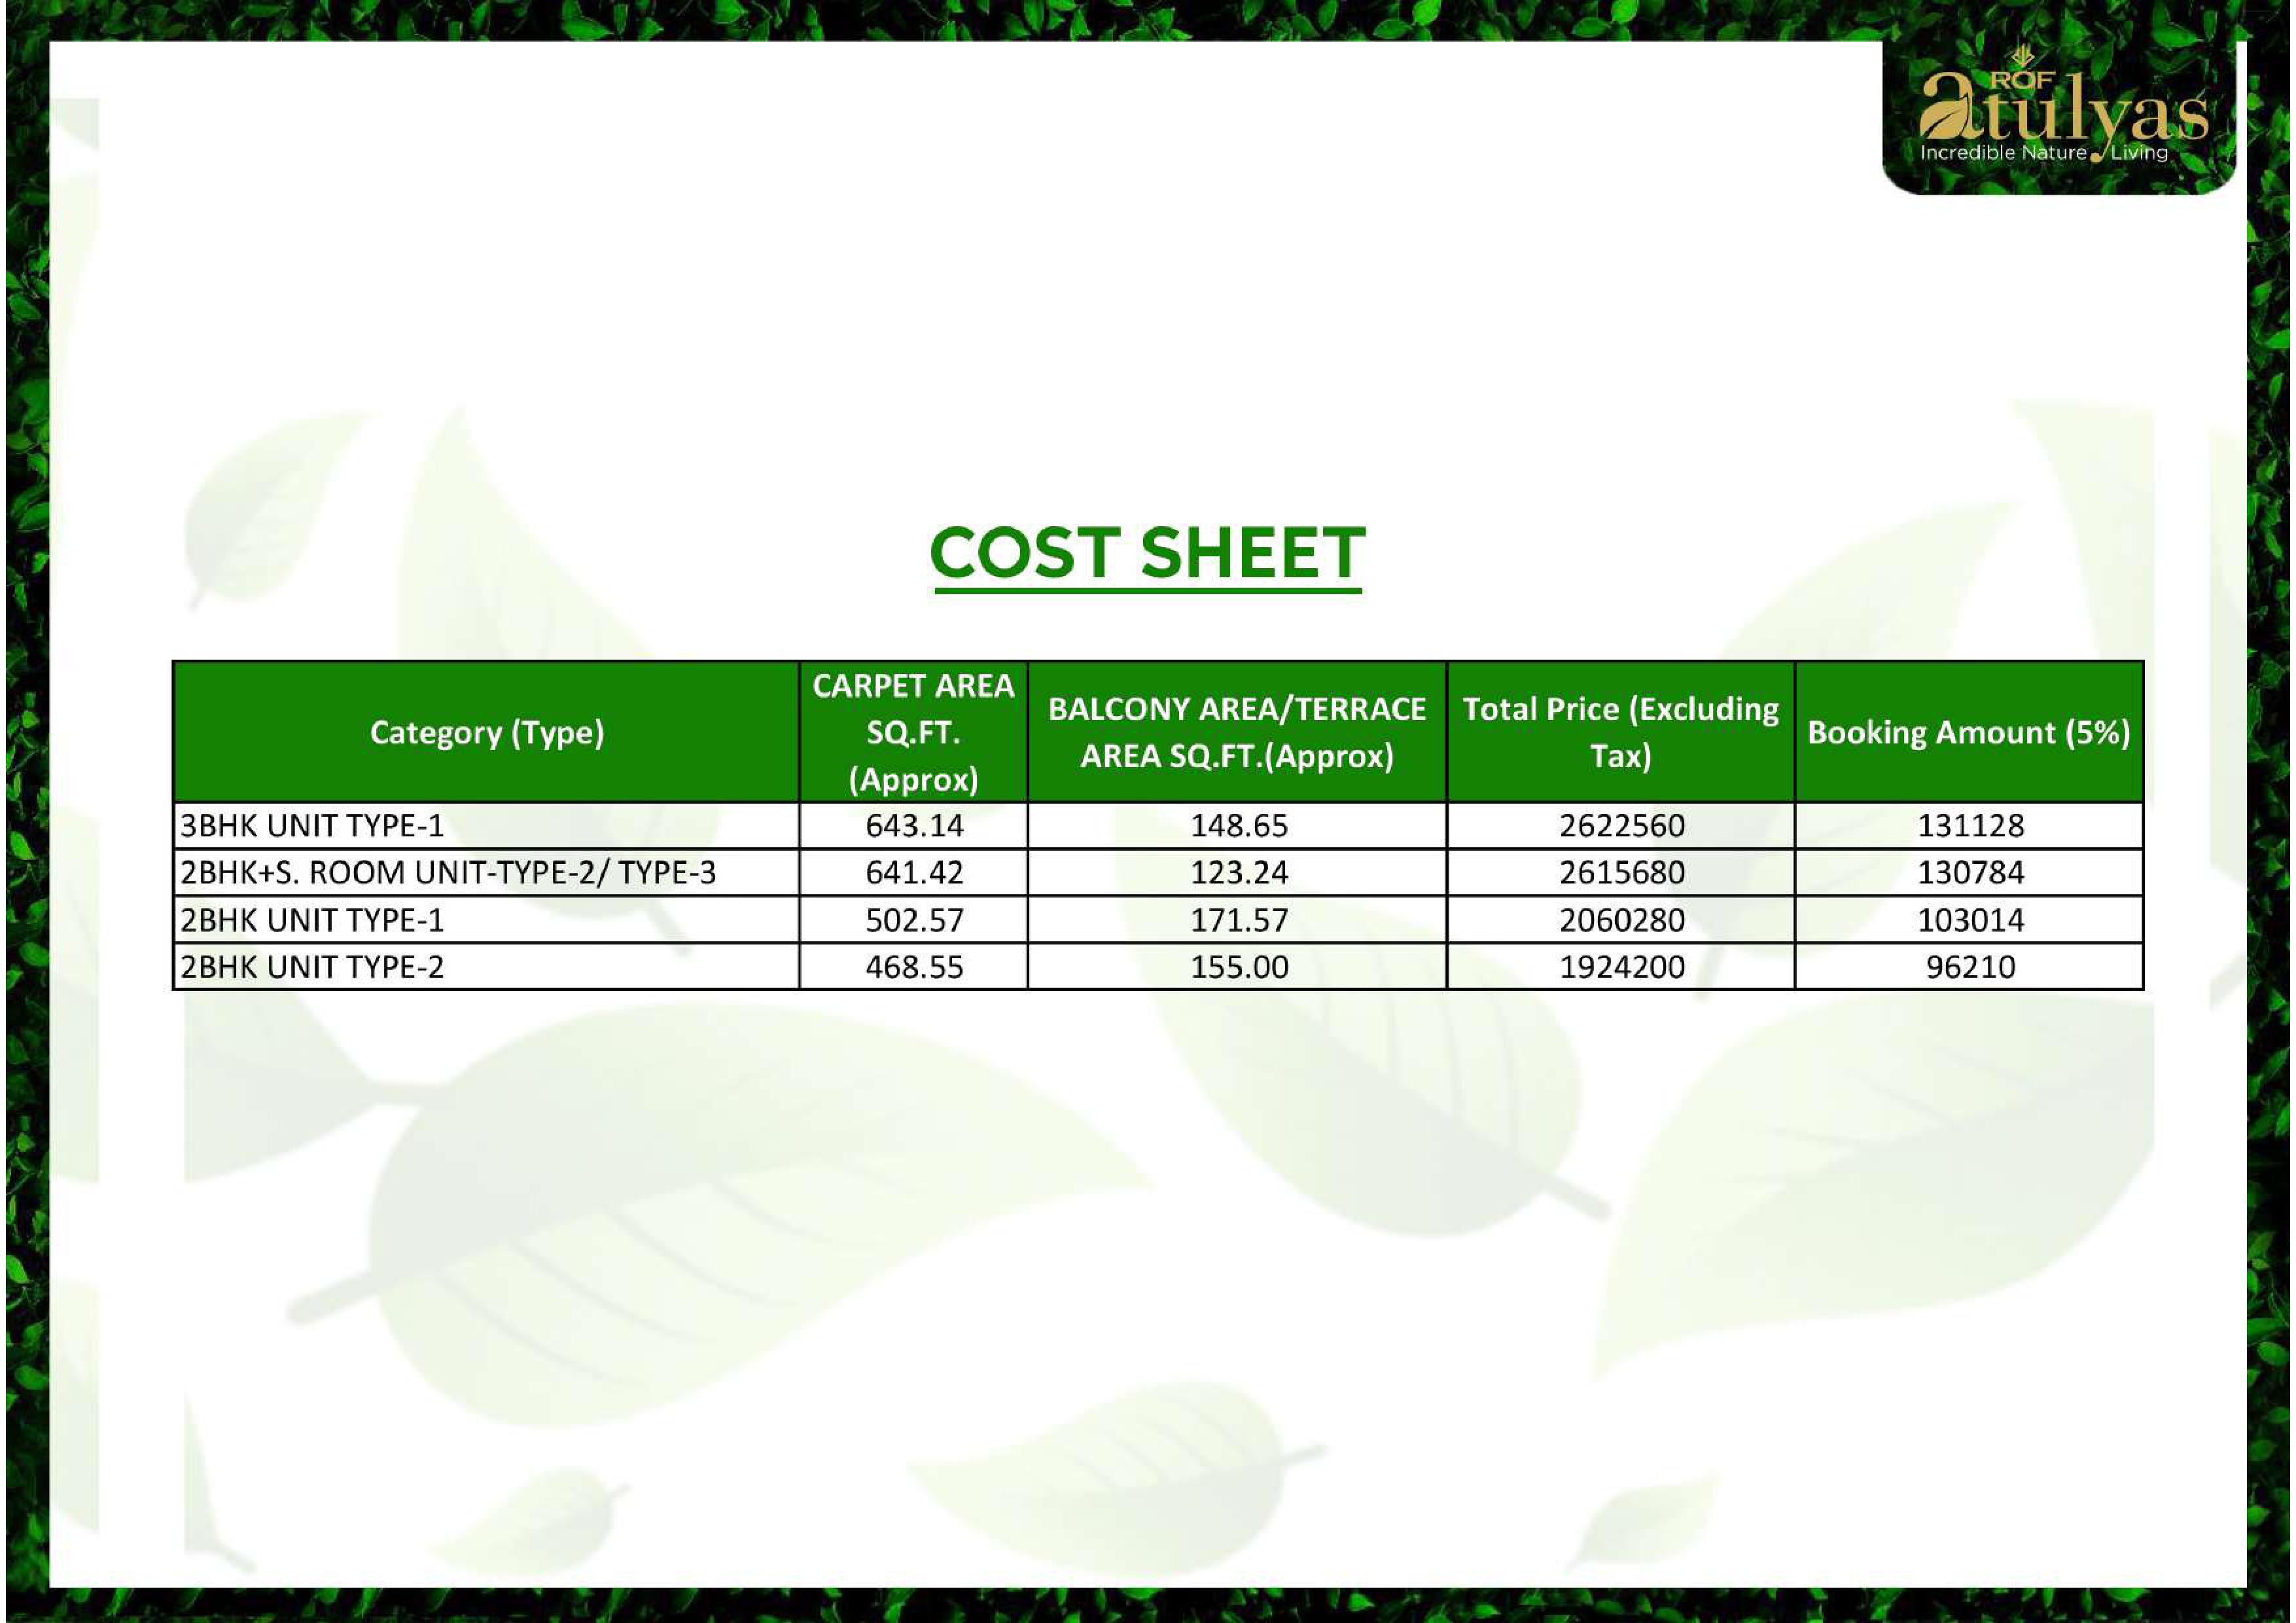 ROF
atulyas
Incredible Nature Living
COST SHEET
Category (Type)
CARPET AREA
SQ.FT.
(Approx)
BALCONY AREA/TERRACE
AREA SQ.FT.(Approx)
Total Price (Excluding
Tax)
Booking Amount (5%)
3BHK UNIT TYPE-1 643.14 148.65 2622560 131128
2BHK+S. ROOM UNIT-TYPE-2/ TYPE-3 641.42 123.24 2615680 130784
2BHK UNIT TYPE-1 502.57 171.57 2060280 103014
2BHK UNIT TYPE-2 468.55 155.00 1924200 96210